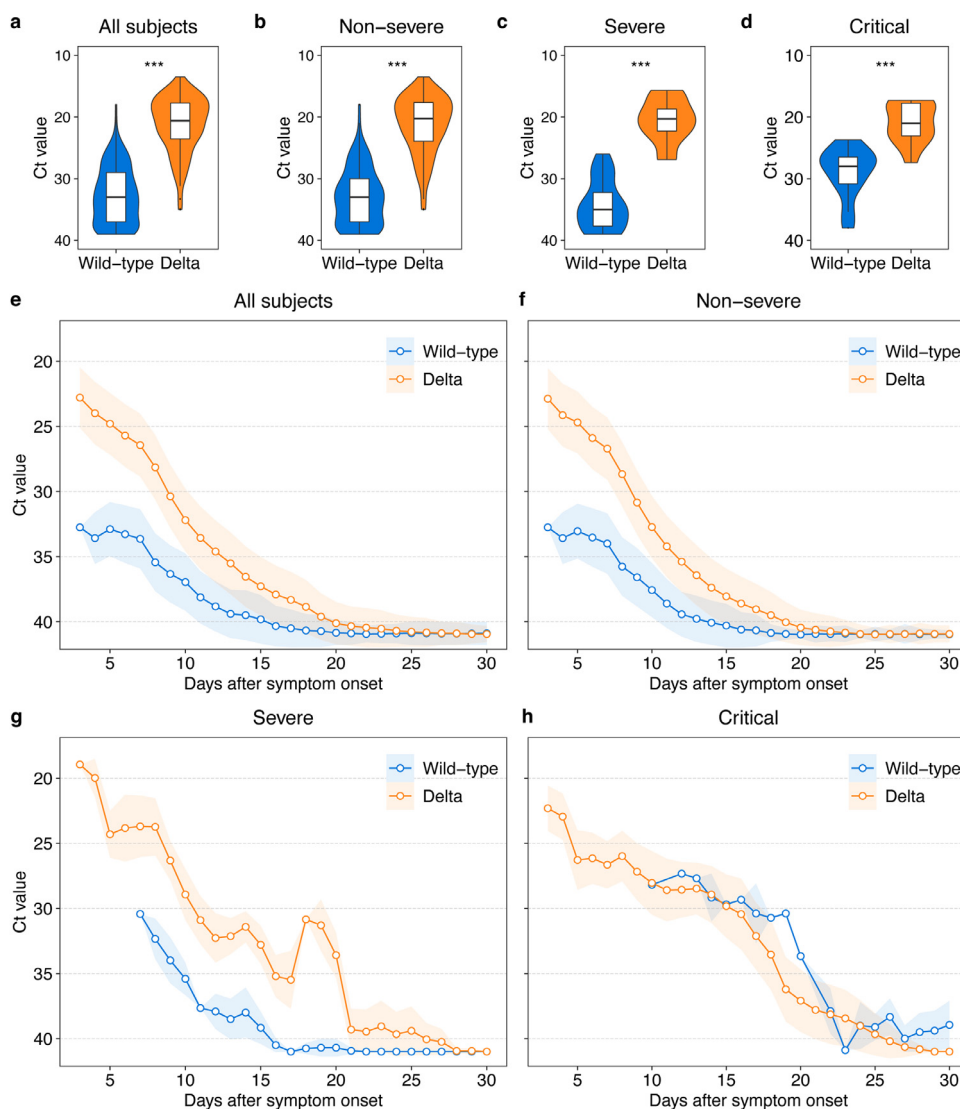 a All subjects
b Non−severe
c Severe
d Critical
***
***
***
***
Ct value
10
20
30
40
Wild−type Delta
Ct value
10
20
30
40
Wild−type Delta
Ct value
10
20
30
40
Wild−type Delta
Ct value
10
20
30
40
Wild−type Delta
e All subjects
Wild−type
Delta
Ct value
20
25
30
35
40
5 10 15 20 25 30
Days after symptom onset
f Non−severe
Wild−type
Delta
5 10 15 20 25 30
Days after symptom onset
g Severe
Wild−type
Delta
Ct value
20
25
30
35
40
5 10 15 20 25 30
Days after symptom onset
h Critical
Wild−type
Delta
5 10 15 20 25 30
Days after symptom onset